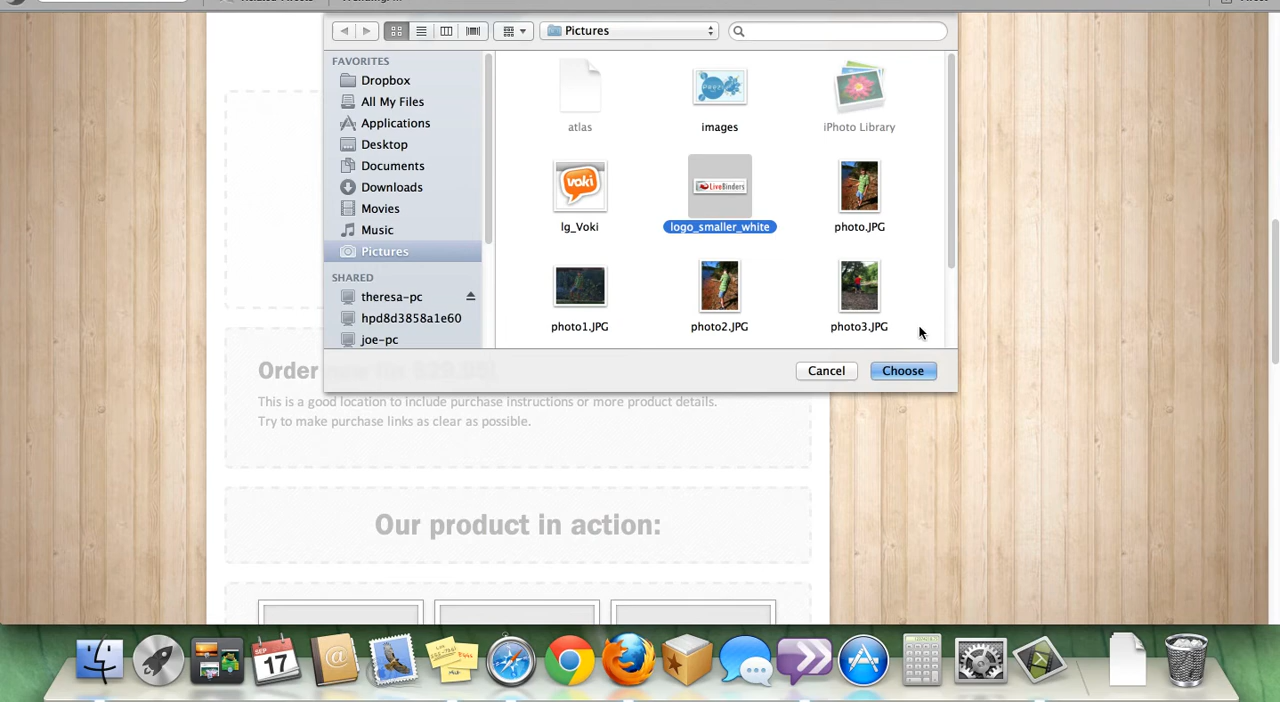 Pictures
FAVORITES
Dropbox
All My Files
Applications
Desktop
Documents
Downloads
Movies
Music
Pictures
SHARED
theresa-pc
hpd8d3858a1e60
joe-pc
atlas
images
iPhoto Library
voki
LiveBinders
lg_Voki
logo_smaller_white
photo.JPG
photo1.JPG
photo2.JPG
photo3.JPG
Cancel
Choose
Order
This is a good location to include purchase instructions or more product details.
Try to make purchase links as clear as possible.
Our product in action:
SEP
17